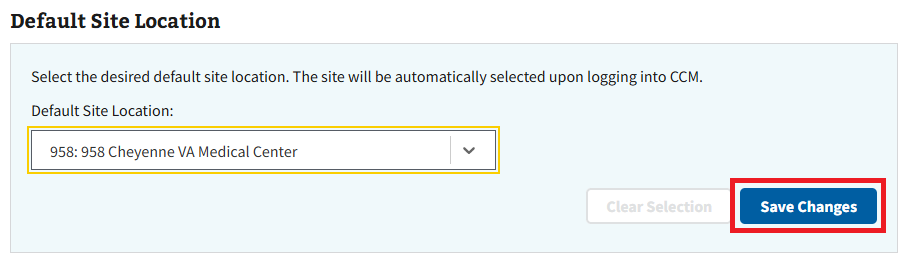 Default Site Location
Select the desired default site location. The site will be automatically selected upon logging into CCM.
Default Site Location:
958: 958 Cheyenne VA Medical Center
Clear Selection
Save Changes